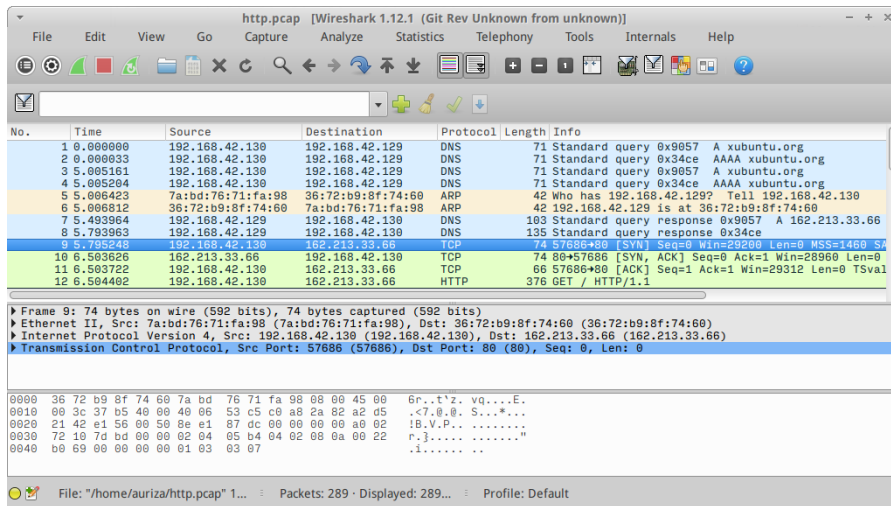 http.pcap [Wireshark 1.12.1 (Git Rev Unknown from unknown)]
File Edit View Go Capture Analyze Statistics Telephony Tools Internals Help
No. Time Source Destination Protocol Length Info
1 0.000000 192.168.42.130 192.168.42.129 DNS 71 Standard query 0x9057 A xubuntu.org
2 0.000033 192.168.42.130 192.168.42.129 DNS 71 Standard query 0x34ce AAAA xubuntu.org
3 5.005161 192.168.42.130 192.168.42.129 DNS 71 Standard query 0x9057 A xubuntu.org
4 5.005204 192.168.42.130 192.168.42.129 DNS 71 Standard query 0x34ce AAAA xubuntu.org
5 5.006423 7a:bd:76:71:fa:98 36:72:b9:8f:74:60 ARP 42 Who has 192.168.42.129? Tell 192.168.42.130
6 5.006812 36:72:b9:8f:74:60 7a:bd:76:71:fa:98 ARP 42 192.168.42.129 is at 36:72:b9:8f:74:60
7 5.493964 192.168.42.129 192.168.42.130 DNS 103 Standard query response 0x9057 A 162.213.33.66
8 5.793963 192.168.42.129 192.168.42.130 DNS 135 Standard query response 0x34ce
9 5.795248 192.168.42.130 162.213.33.66 TCP 74 57686→80 [SYN] Seq=0 Win=29200 Len=0 MSS=1460 SA
10 6.503626 162.213.33.66 192.168.42.130 TCP 74 80→57686 [SYN, ACK] Seq=0 Ack=1 Win=28960 Len=0
11 6.503722 192.168.42.130 162.213.33.66 TCP 66 57686→80 [ACK] Seq=1 Ack=1 Win=29312 Len=0 TSval
12 6.504402 192.168.42.130 162.213.33.66 HTTP 376 GET / HTTP/1.1
Frame 9: 74 bytes on wire (592 bits), 74 bytes captured (592 bits)
Ethernet II, Src: 7a:bd:76:71:fa:98 (7a:bd:76:71:fa:98), Dst: 36:72:b9:8f:74:60 (36:72:b9:8f:74:60)
Internet Protocol Version 4, Src: 192.168.42.130 (192.168.42.130), Dst: 162.213.33.66 (162.213.33.66)
Transmission Control Protocol, Src Port: 57686 (57686), Dst Port: 80 (80), Seq: 0, Len: 0
0000 36 72 b9 8f 74 60 7a bd 76 71 fa 98 08 00 45 00 6r..t`z. vq....E.
0010 00 3c 37 b5 40 00 40 06 53 c5 c0 a8 2a 82 a2 d5 .<7.@.@. S...*...
0020 21 42 e1 56 00 50 8e e1 87 dc 00 00 00 00 a0 02 !B.V.P.. ........
0030 72 10 7d bd 00 00 02 04 05 b4 04 02 08 0a 00 22 r.}..... ......."
0040 b0 69 00 00 00 00 01 03 03 07 .i...... ..
File: "/home/auriza/http.pcap" 1... Packets: 289 · Displayed: 289... Profile: Default